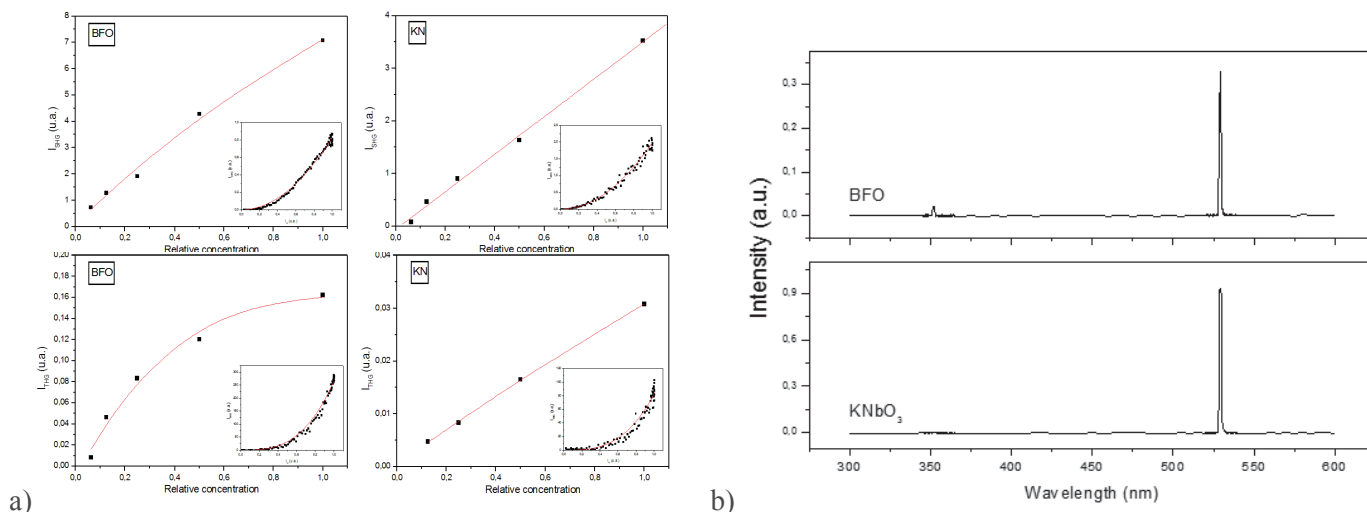 BFO
8
7
6
5
4
3
2
1
0
I_SHG (u.a.)
0,0 0,2 0,4 0,6 0,8 1,0
Relative concentration
KN
4
3
2
1
0
I_SHG (u.a.)
0,0 0,2 0,4 0,6 0,8 1,0
Relative concentration
BFO
0,20
0,18
0,16
0,14
0,12
0,10
0,08
0,06
0,04
0,02
0,00
I_THG (u.a.)
0,0 0,2 0,4 0,6 0,8 1,0
Relative concentration
KN
0,04
0,03
0,02
0,01
0,00
I_THG (u.a.)
0,0 0,2 0,4 0,6 0,8 1,0
Relative concentration
a)
0,3
0,2
0,1
0,0
BFO
0,9
0,6
0,3
0,0
KNbO3
Intensity (a.u.)
300 350 400 450 500 550 600
Wavelength (nm)
b)